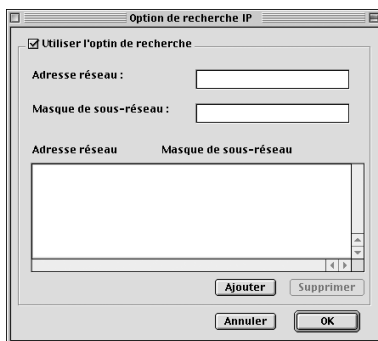 Option de recherche IP
Utiliser l'optin de recherche
Adresse réseau :
Masque de sous-réseau :
Adresse réseau Masque de sous-réseau
Ajouter Supprimer
Annuler OK